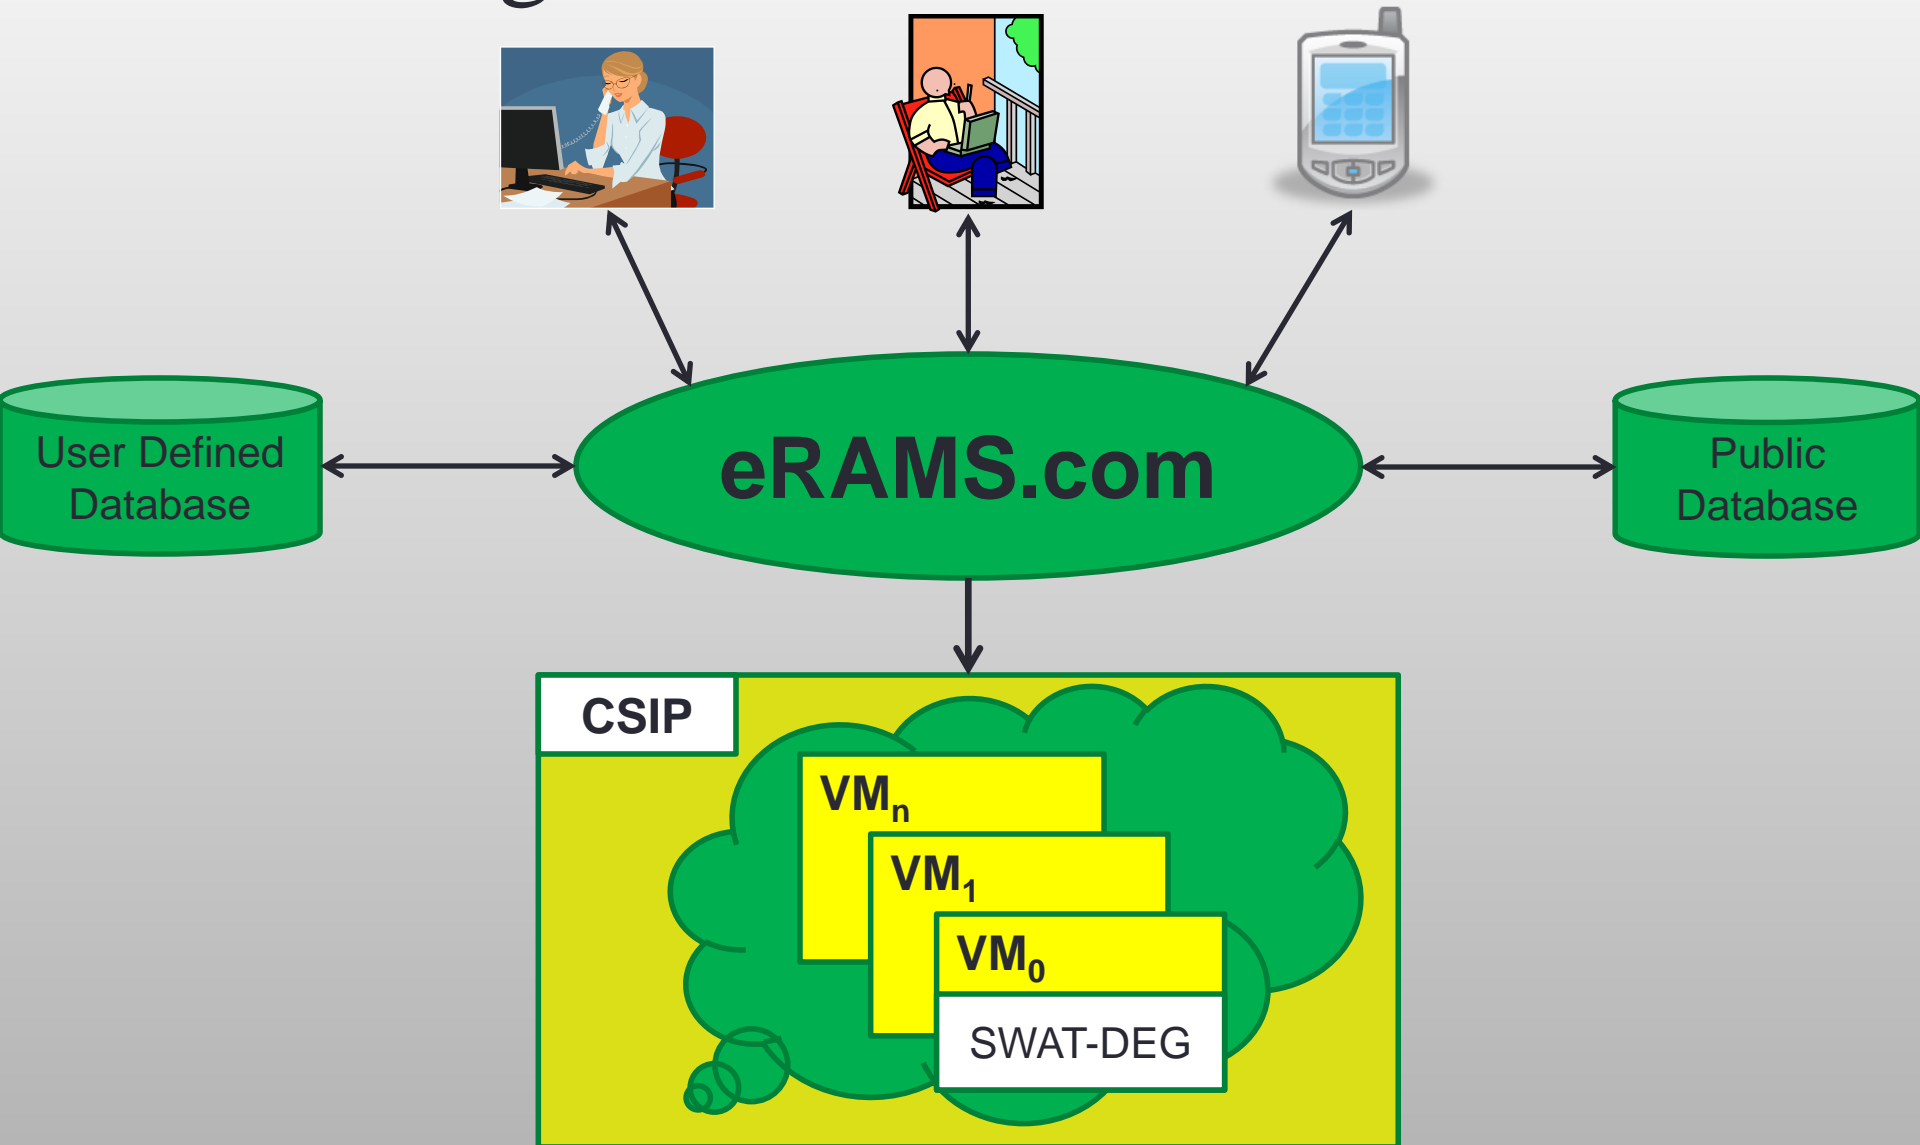 User Defined
Database
eRAMS.com
Public
Database
CSIP
VMn
VM1
VM0
SWAT-DEG